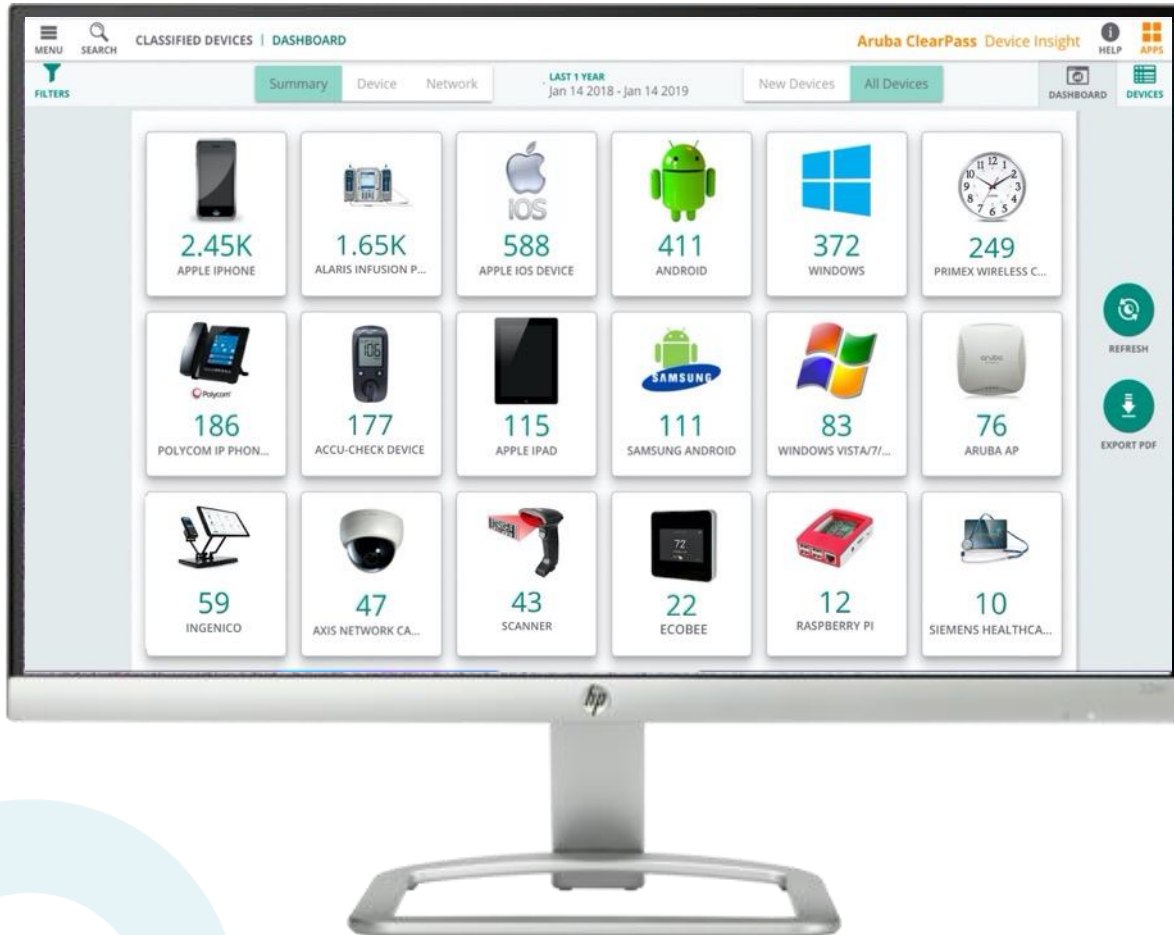 CLASSIFIED DEVICES | DASHBOARD
Aruba ClearPass Device Insight
MENU
SEARCH
HELP
APPS
FILTERS
Summary
Device
Network
LAST 1 YEAR
Jan 14 2018 - Jan 14 2019
New Devices
All Devices
DASHBOARD
DEVICES
iOS
2.45K
APPLE IPHONE
1.65K
ALARIS INFUSION P...
588
APPLE IOS DEVICE
411
ANDROID
372
WINDOWS
249
PRIMEX WIRELESS C...
REFRESH
Polycom
106
SAMSUNG
aruba
186
POLYCOM IP PHON...
177
ACCU-CHECK DEVICE
115
APPLE IPAD
111
SAMSUNG ANDROID
83
WINDOWS VISTA/7/...
76
ARUBA AP
EXPORT PDF
72
59
INGENICO
47
AXIS NETWORK CA...
43
SCANNER
22
ECOBEE
12
RASPBERRY PI
10
SIEMENS HEALTHCA...
hp